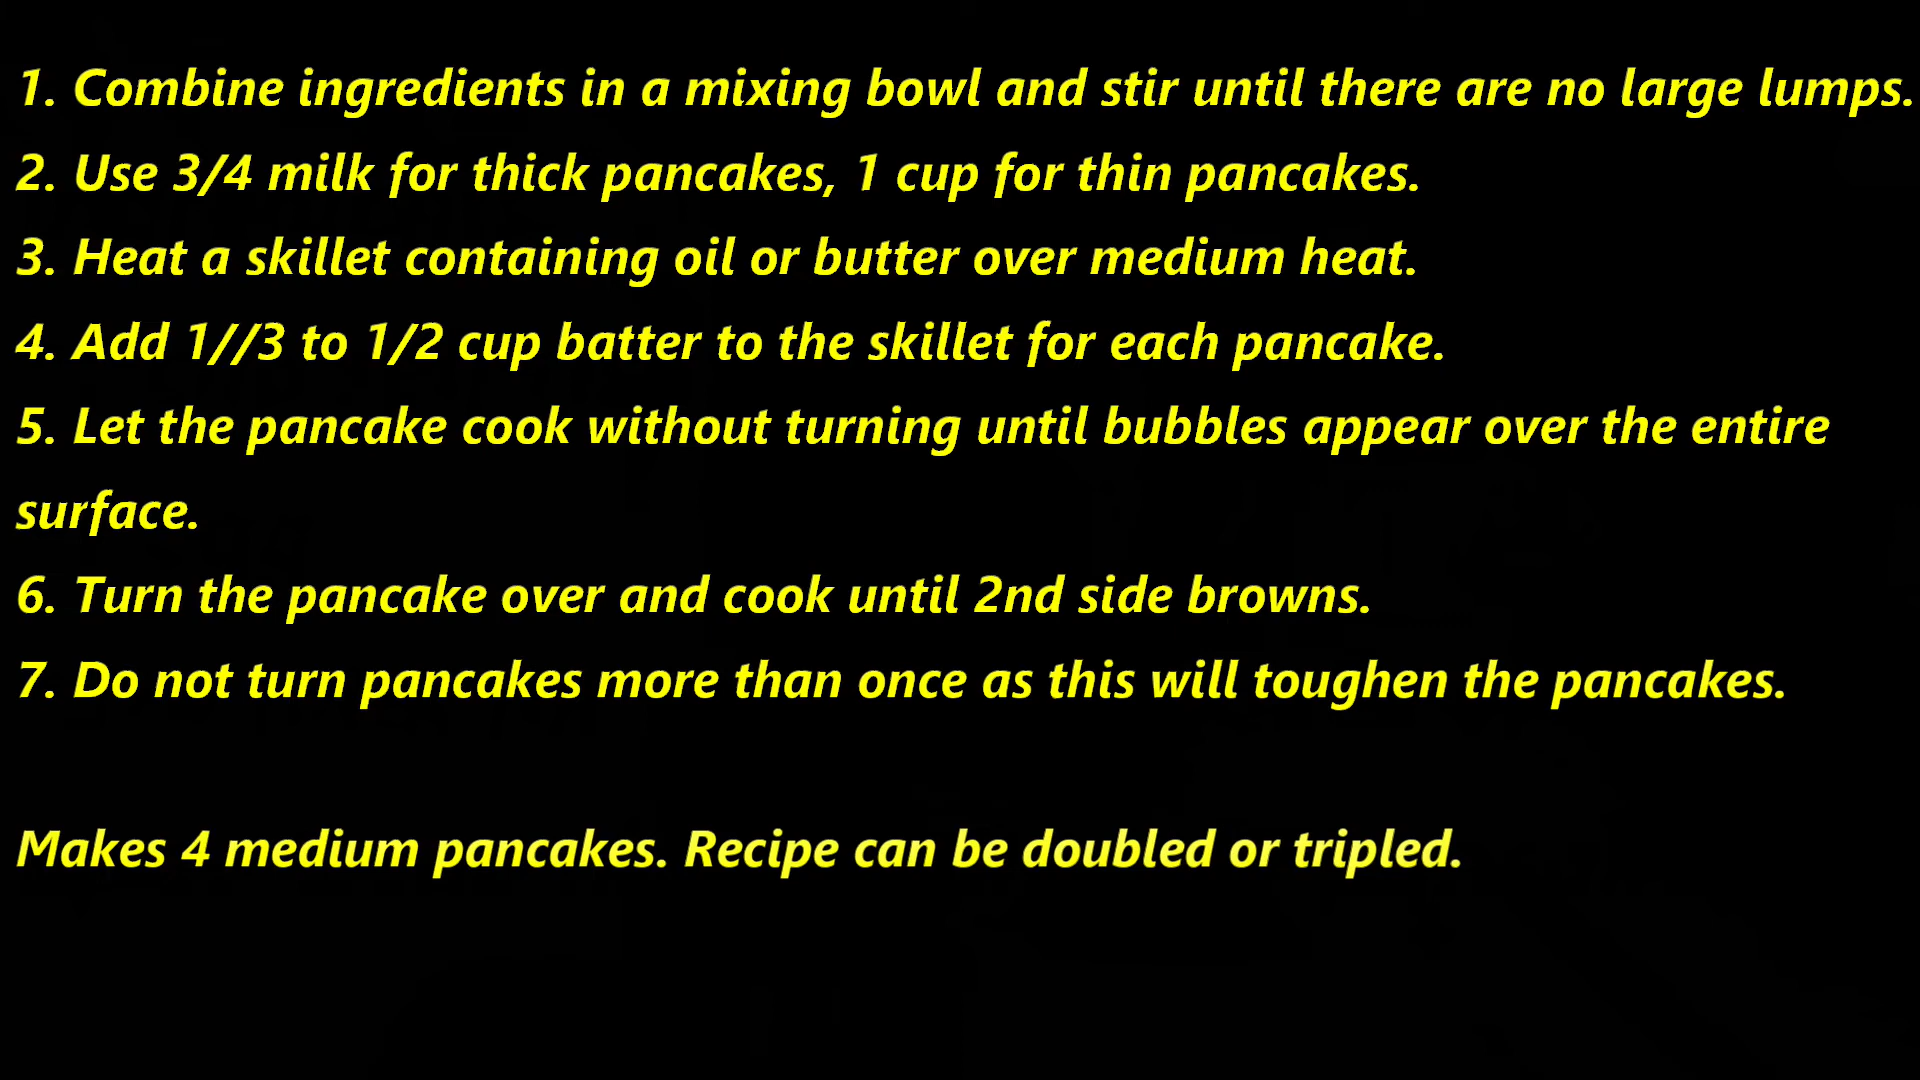 1. Combine ingredients in a mixing bowl and stir until there are no large lumps.
2. Use 3/4 milk for thick pancakes, 1 cup for thin pancakes.
3. Heat a skillet containing oil or butter over medium heat.
4. Add 1//3 to 1/2 cup batter to the skillet for each pancake.
5. Let the pancake cook without turning until bubbles appear over the entire
surface.
6. Turn the pancake over and cook until 2nd side browns.
7. Do not turn pancakes more than once as this will toughen the pancakes.
Makes 4 medium pancakes. Recipe can be doubled or tripled.